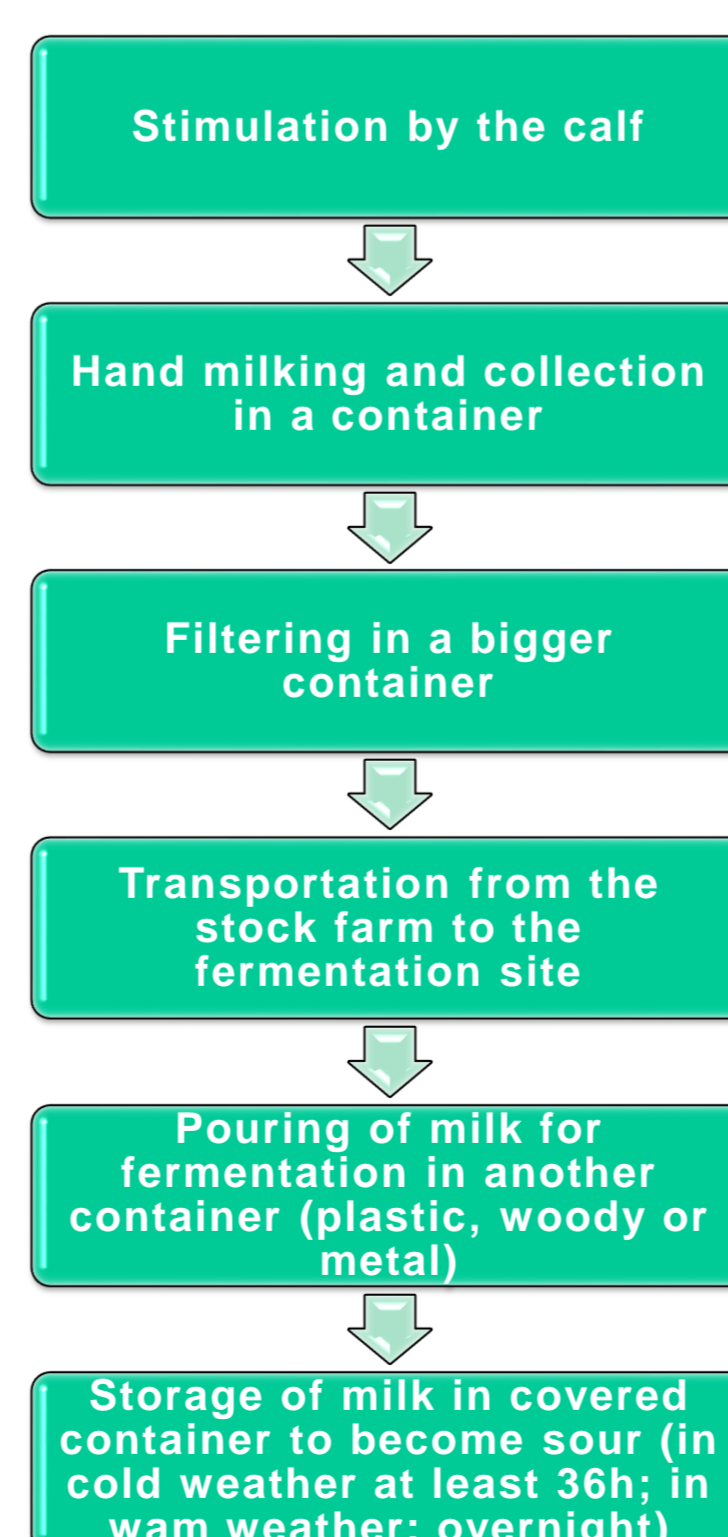 Stimulation by the calf
Hand milking and collection
in a container
Filtering in a bigger
container
Transportation from the
stock farm to the
fermentation site
Pouring of milk for
fermentation in another
container (plastic, woody or
metal)
Storage of milk in covered
container to become sour (in
cold weather at least 36h; in
wam weather: overnight)